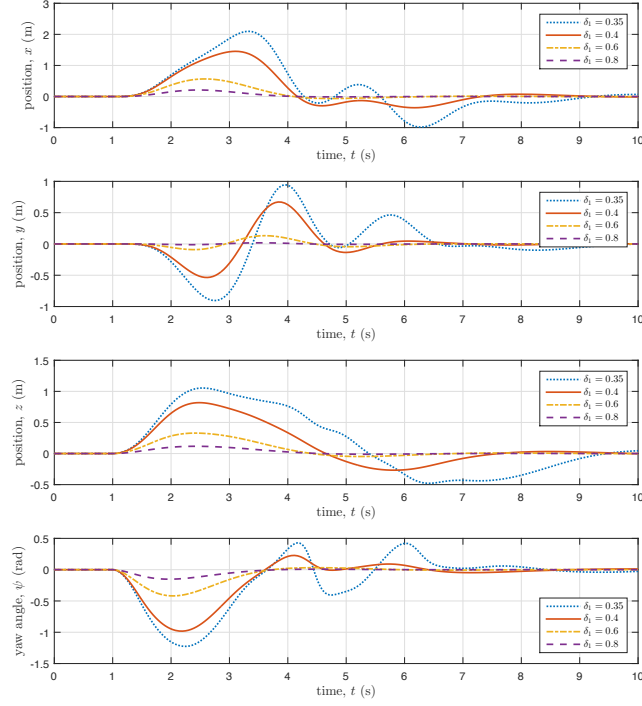 3
2
1
0
-1
position, x (m)
δ₁ = 0.35
δ₁ = 0.4
δ₁ = 0.6
δ₁ = 0.8
0 1 2 3 4 5 6 7 8 9 10
time, t (s)
1
0.5
0
-0.5
-1
position, y (m)
δ₁ = 0.35
δ₁ = 0.4
δ₁ = 0.6
δ₁ = 0.8
0 1 2 3 4 5 6 7 8 9 10
time, t (s)
1.5
1
0.5
0
-0.5
position, z (m)
δ₁ = 0.35
δ₁ = 0.4
δ₁ = 0.6
δ₁ = 0.8
0 1 2 3 4 5 6 7 8 9 10
time, t (s)
0.5
0
-0.5
-1
-1.5
yaw angle, ψ (rad)
δ₁ = 0.35
δ₁ = 0.4
δ₁ = 0.6
δ₁ = 0.8
0 1 2 3 4 5 6 7 8 9 10
time, t (s)